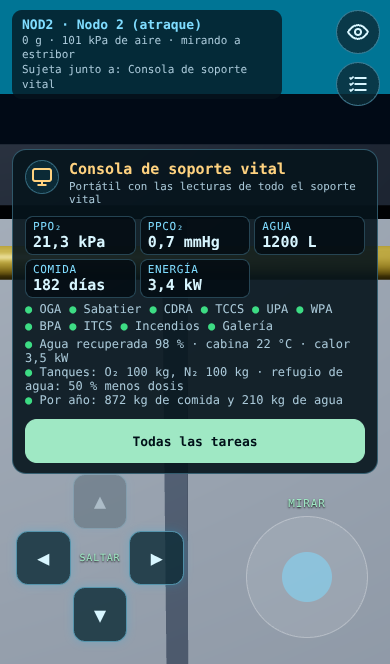 NOD2 · Nodo 2 (atraque)
0 g · 101 kPa de aire · mirando a
estribor
Sujeta junto a: Consola de soporte
vital
Consola de soporte vital
Portátil con las lecturas de todo el soporte
vital
PPO₂
21,3 kPa
PPCO₂
0,7 mmHg
AGUA
1200 L
COMIDA
182 días
ENERGÍA
3,4 kW
● OGA ● Sabatier ● CDRA ● TCCS ● UPA ● WPA
● BPA ● ITCS ● Incendios ● Galería
● Agua recuperada 98 % · cabina 22 °C · calor
3,5 kW
● Tanques: O₂ 100 kg, N₂ 100 kg · refugio de
agua: 50 % menos dosis
● Por año: 872 kg de comida y 210 kg de agua
Todas las tareas
▲
MIRAR
◀
SALTAR
▶
▼